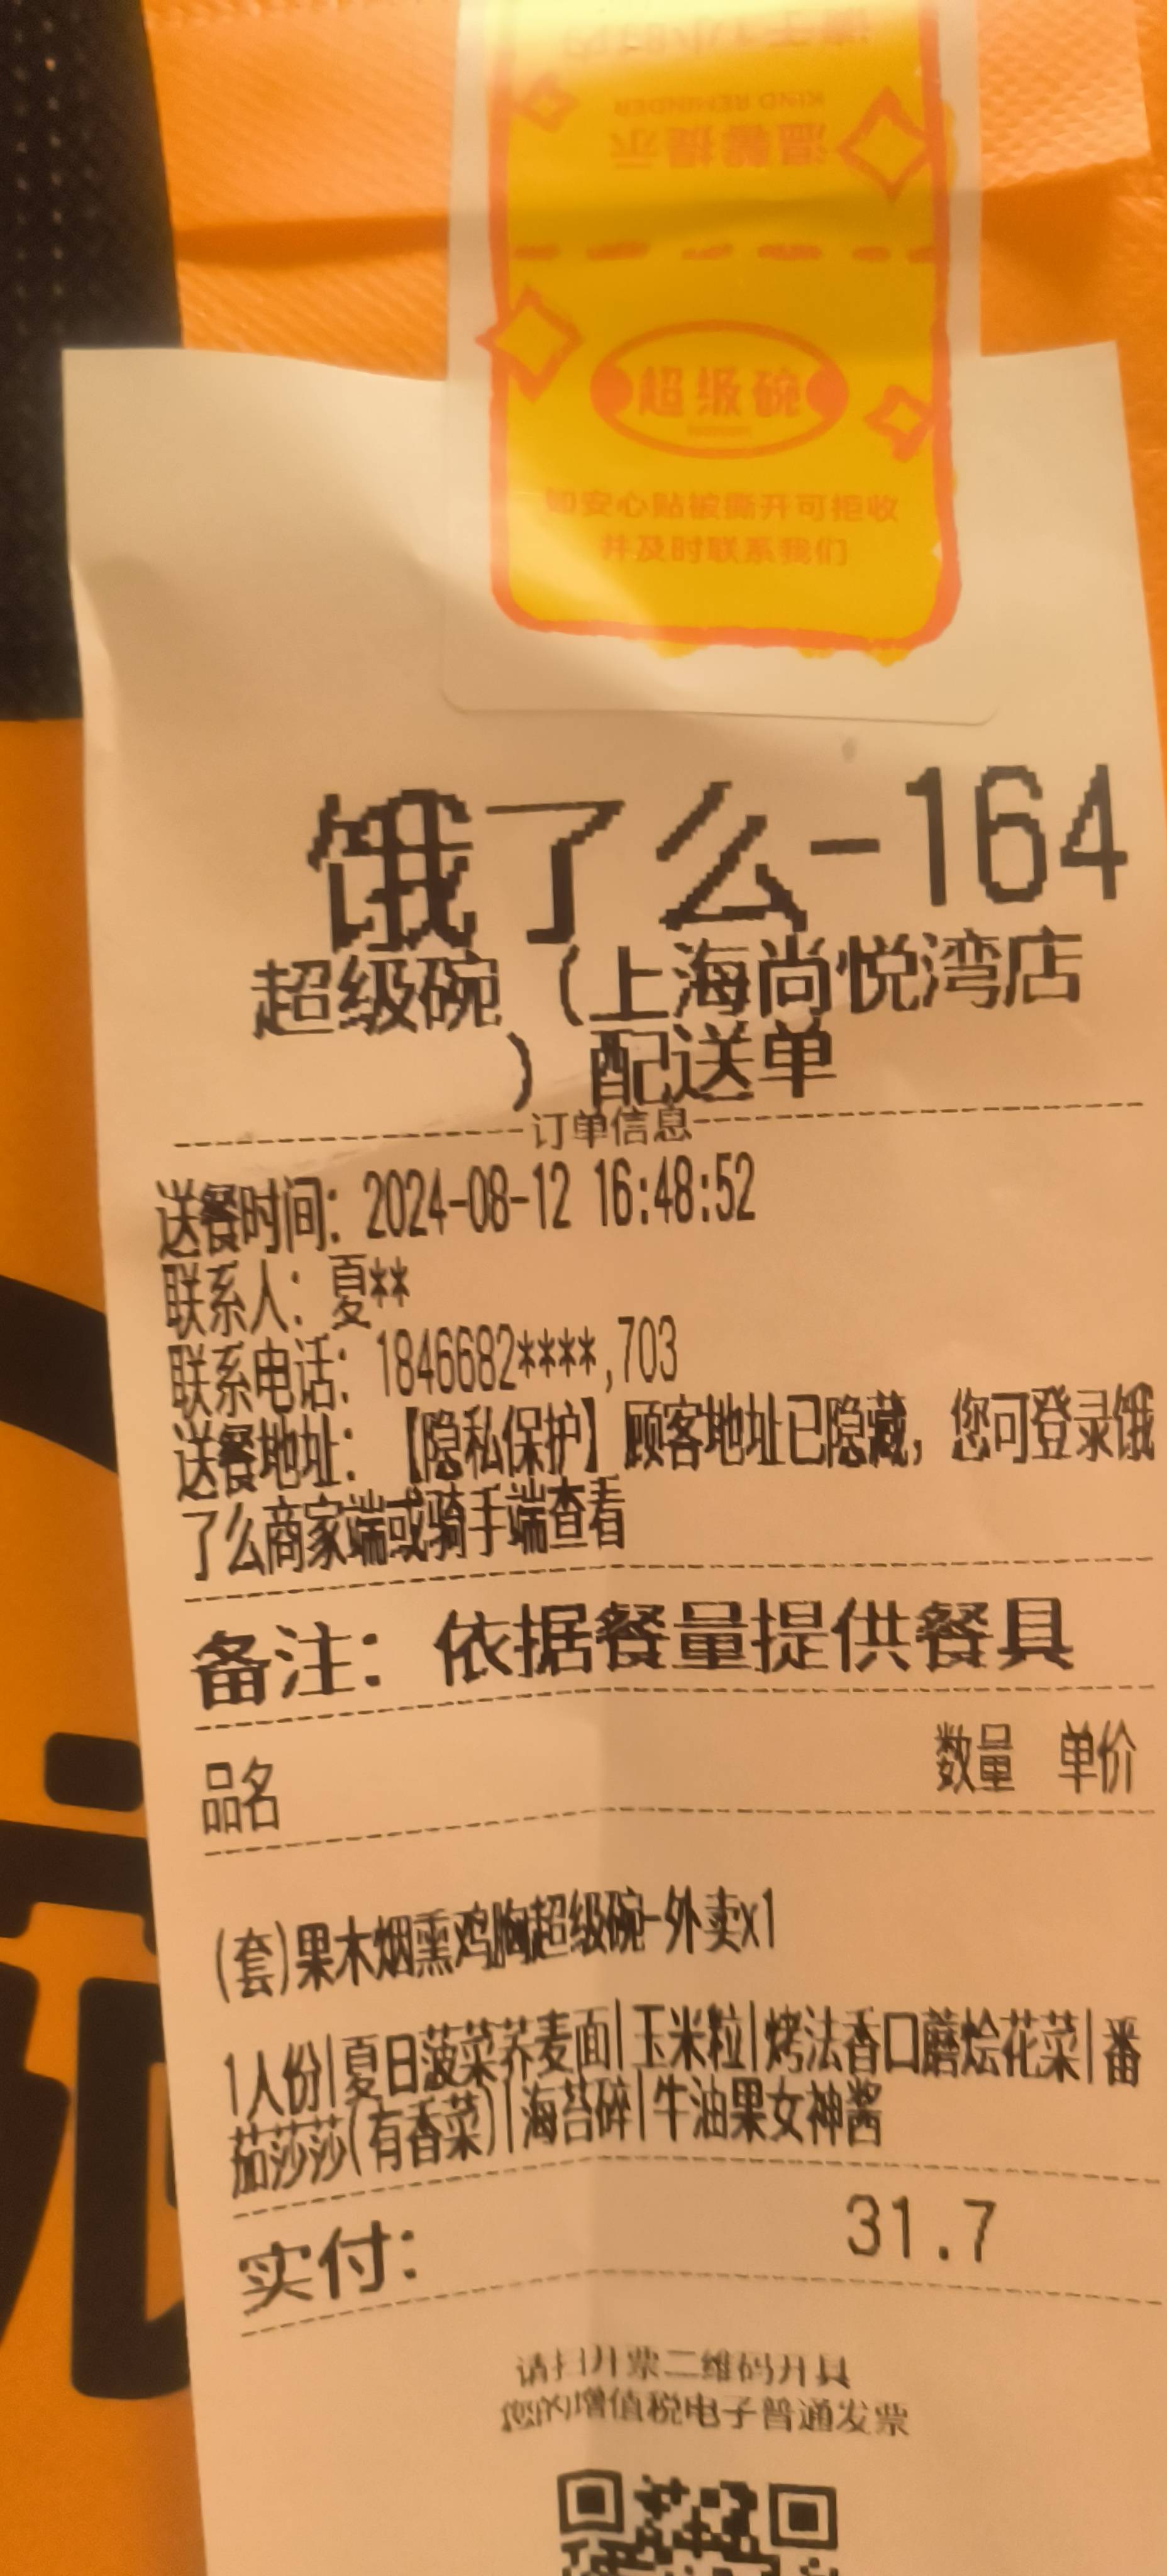 温馨提示
KIND REMINDER
超级碗
如安心贴被撕开可拒收
并及时联系我们
饿了么-164
超级碗（上海尚悦湾店
）配送单
订单信息
送餐时间：2024-08-12 16:48:52
联系人：夏**
联系电话：1846682****,703
送餐地址：【隐私保护】顾客地址已隐藏，您可登录饿
了么商家端或骑手端查看
备注：依据餐量提供餐具
品名 数量 单价
(套)果木烟熏鸡胸超级碗-外卖x1
1人份|夏日菠菜荞麦面|玉米粒|烤法香口蘑烩花菜|番
茄莎莎(有香菜)|海苔碎|牛油果女神酱
实付： 31.7
请扫开票二维码开具
您的增值税电子普通发票